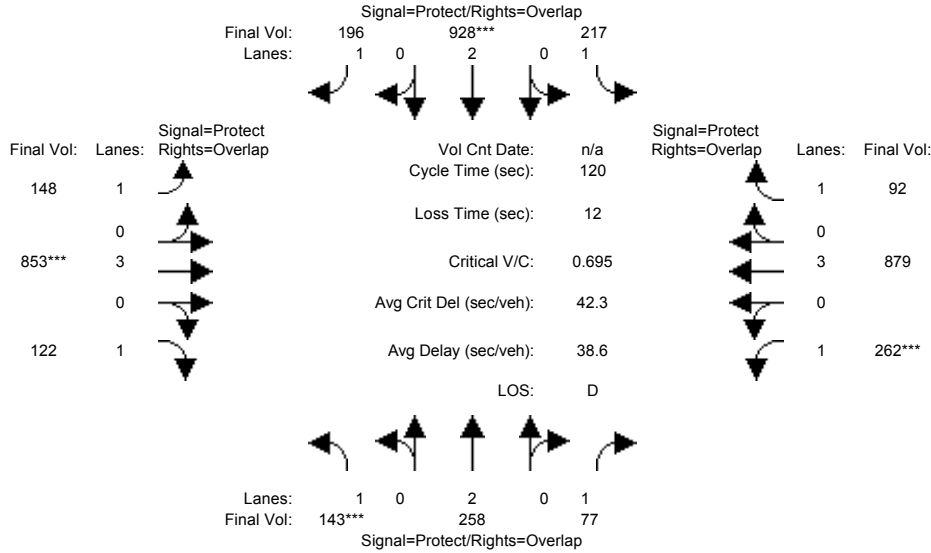 Signal=Protect/Rights=Overlap
Final Vol: 196 928*** 217
Lanes: 1 0 2 0 1
Signal=Protect Signal=Protect
Final Vol: Lanes: Rights=Overlap Vol Cnt Date: n/a Rights=Overlap Lanes: Final Vol:
Cycle Time (sec): 120
148 1 1 92
Loss Time (sec): 12
0 0
853*** 3 Critical V/C: 0.695 3 879
0 Avg Crit Del (sec/veh): 42.3 0
122 1 Avg Delay (sec/veh): 38.6 1 262***
LOS: D
Lanes: 1 0 2 0 1
Final Vol: 143*** 258 77
Signal=Protect/Rights=Overlap